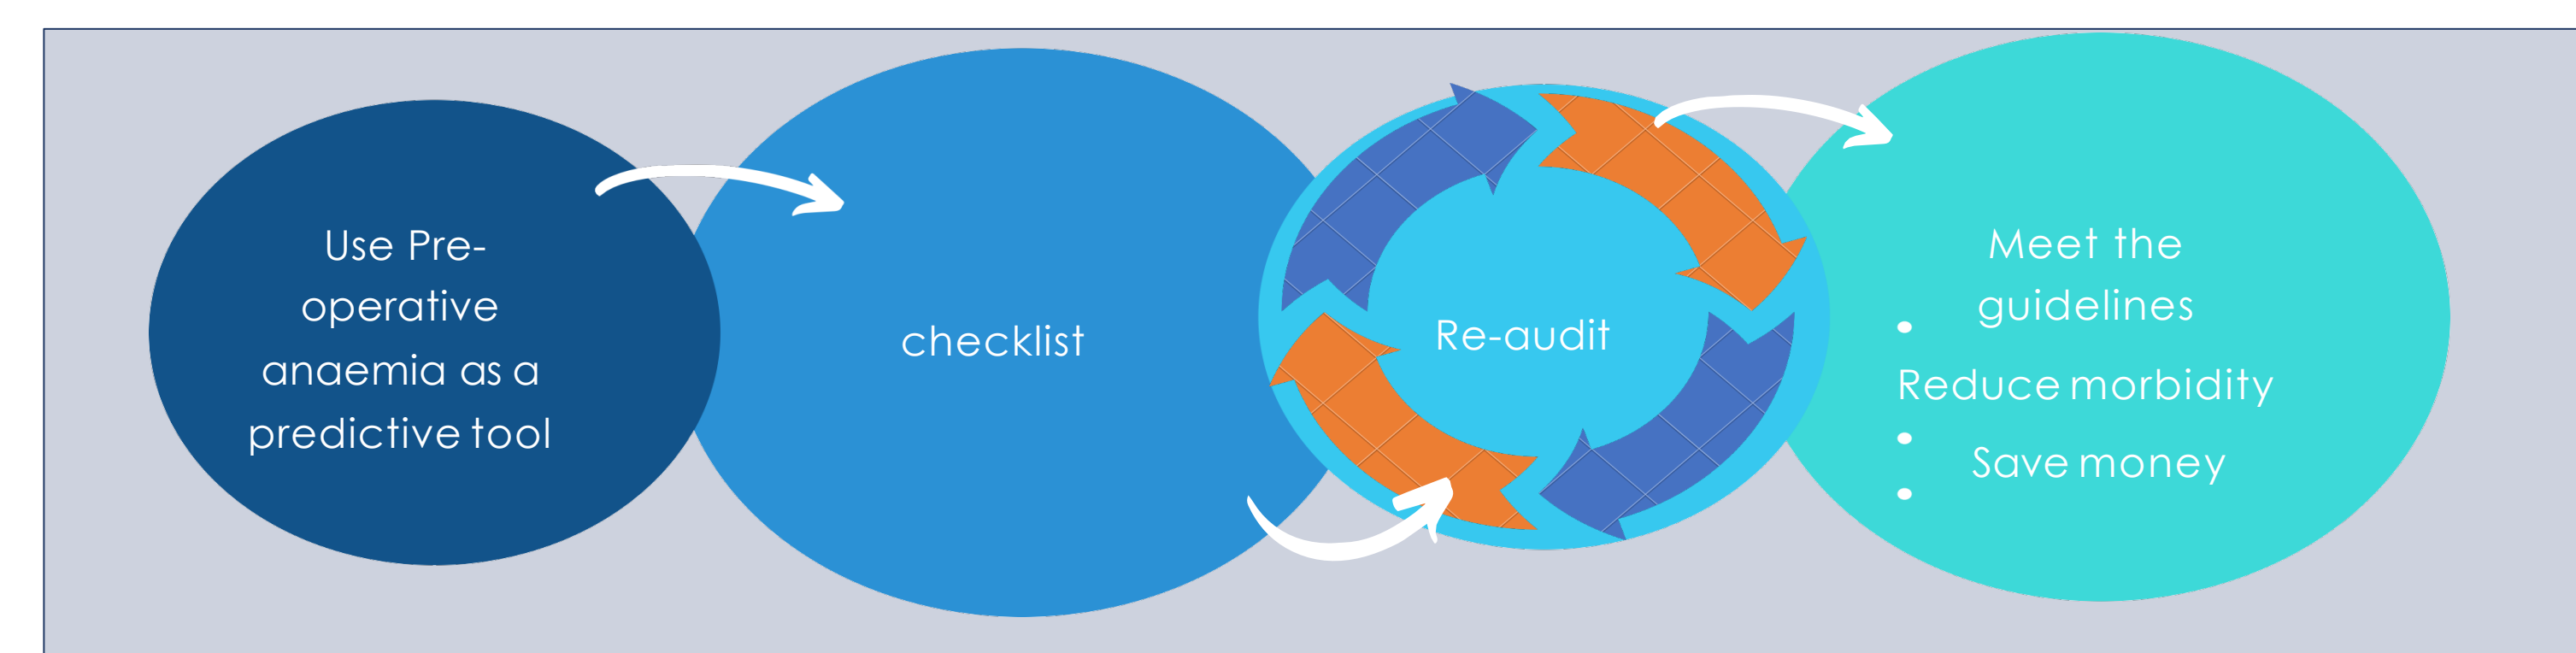 Use Pre-
operative
anaemia as a
predictive tool
checklist
Re-audit
Meet the
guidelines
•
Reduce morbidity
•
Save money
•